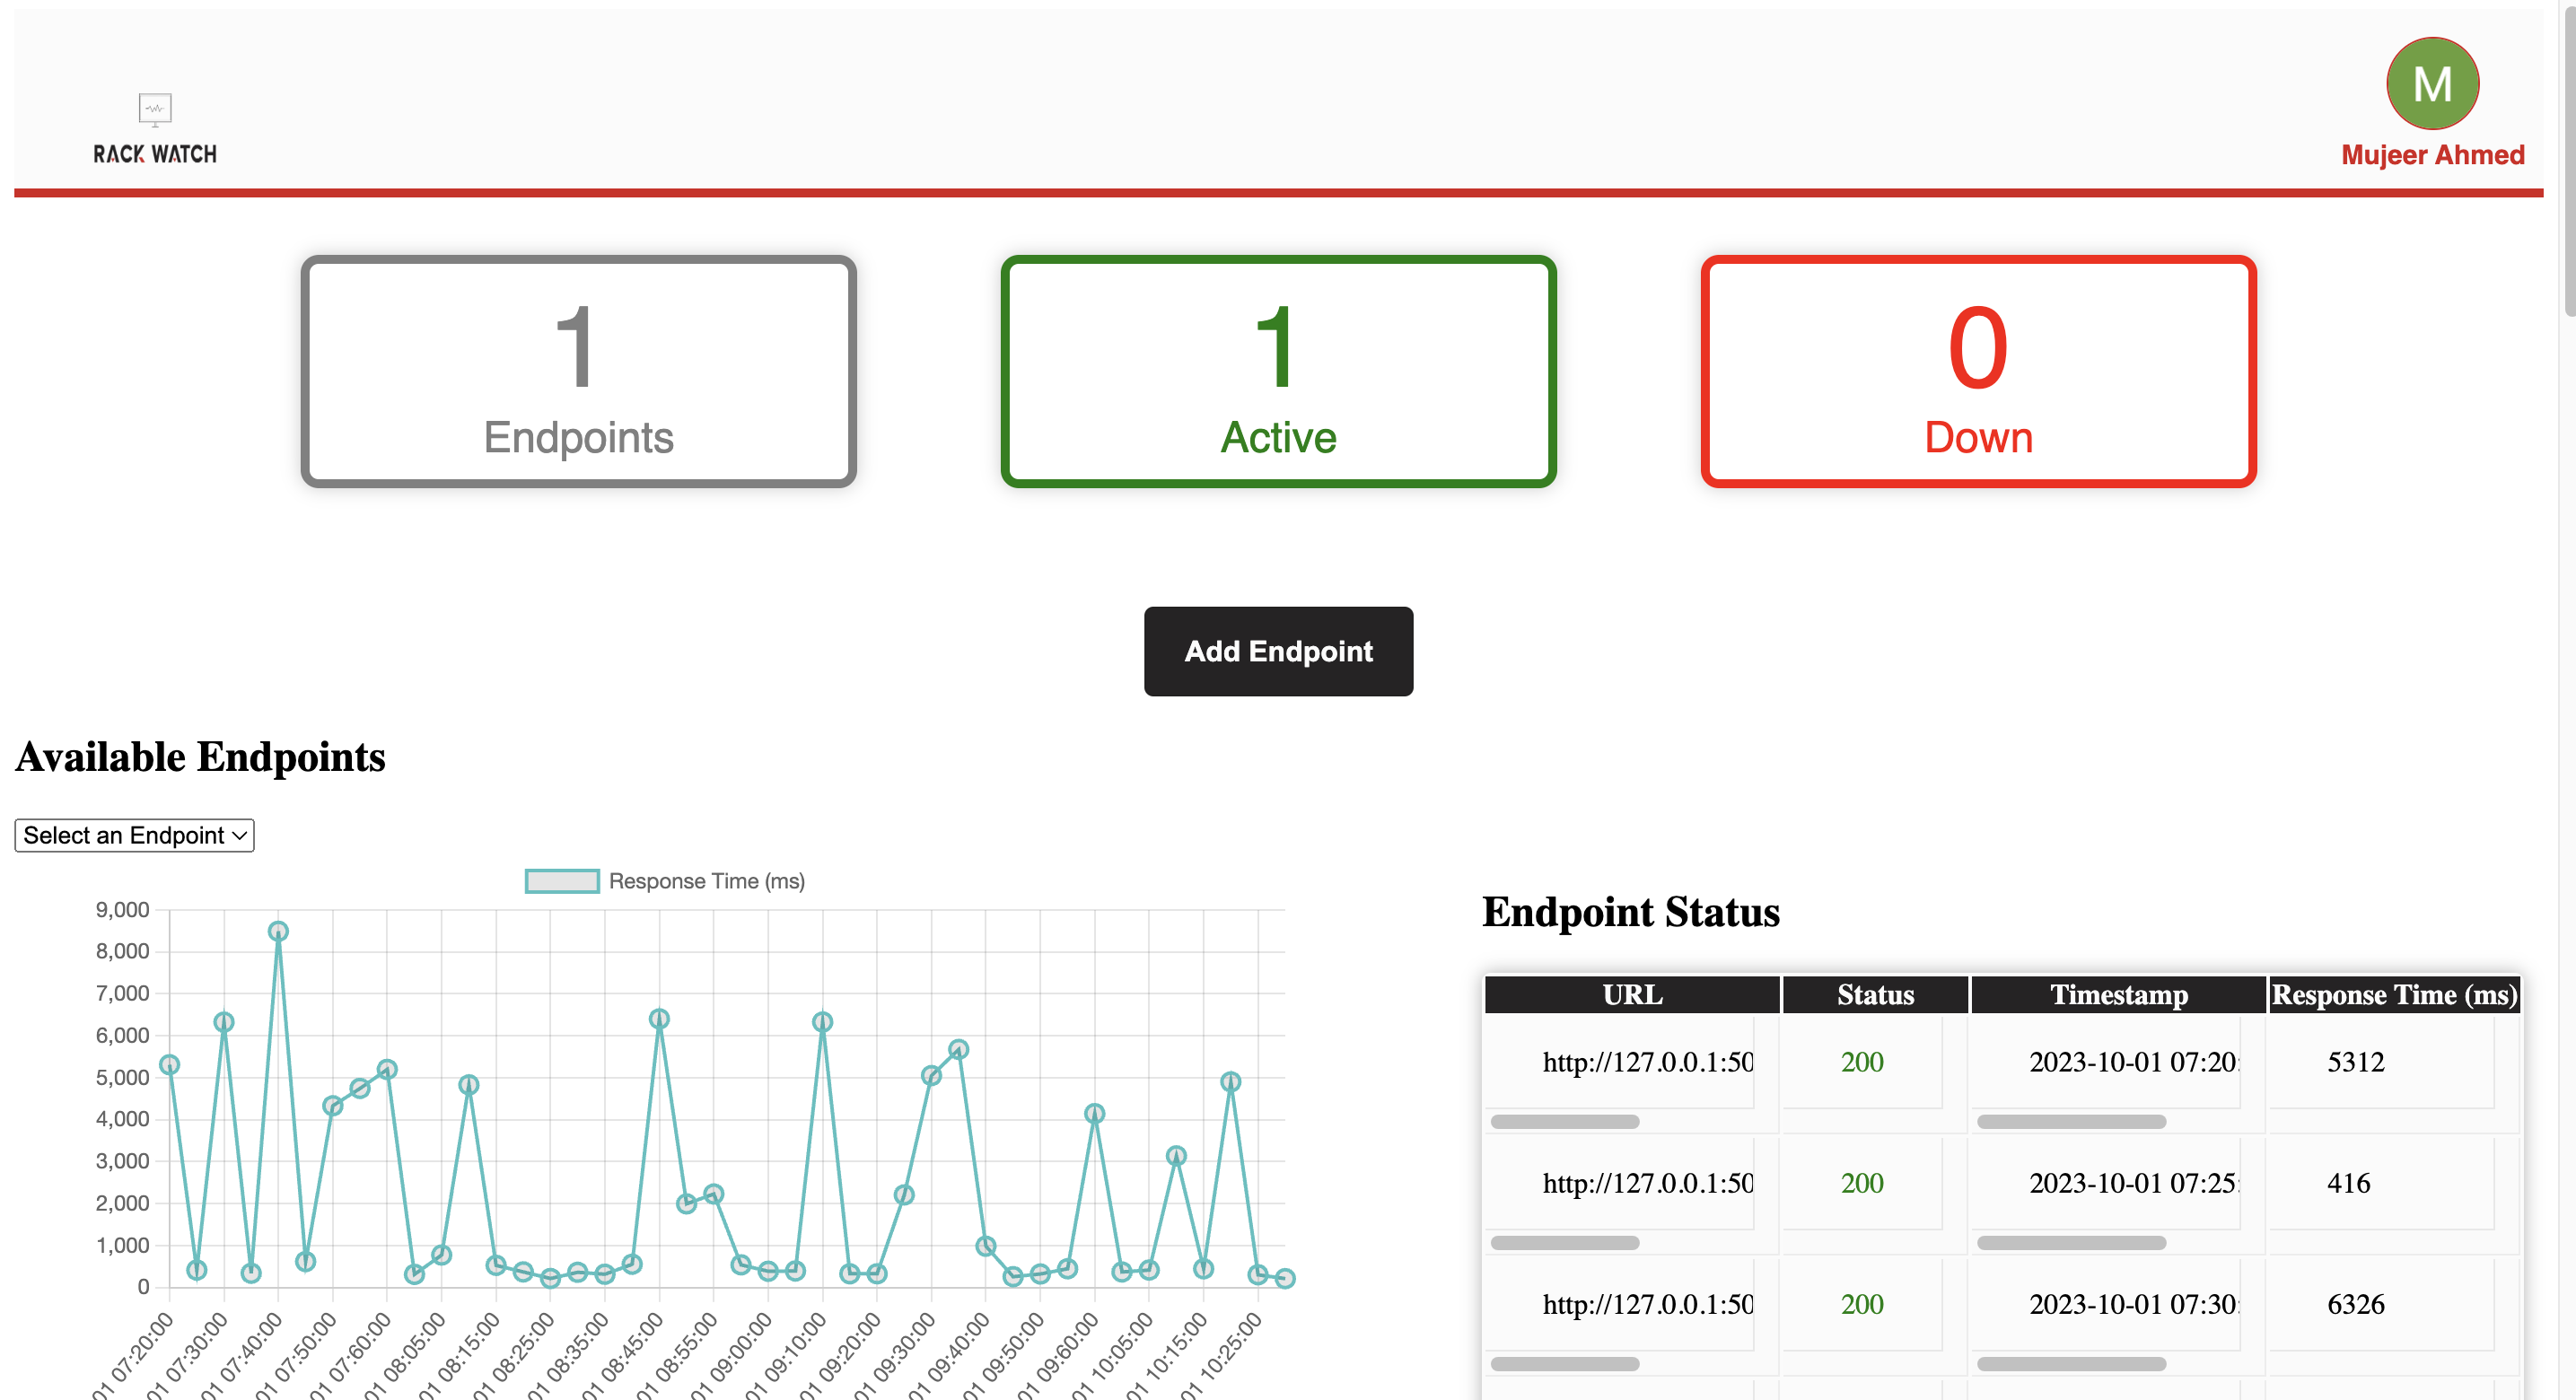 RACK WATCH
M
Mujeer Ahmed
1
Endpoints
1
Active
0
Down
Add Endpoint
Available Endpoints
Select an Endpoint
Response Time (ms)
9,000
8,000
7,000
6,000
5,000
4,000
3,000
2,000
1,000
0
01 07:20:00
01 07:30:00
01 07:40:00
01 07:50:00
01 07:60:00
01 08:05:00
01 08:15:00
01 08:25:00
01 08:35:00
01 08:45:00
01 08:55:00
01 09:00:00
01 09:10:00
01 09:20:00
01 09:30:00
01 09:40:00
01 09:50:00
01 09:60:00
01 10:05:00
01 10:15:00
01 10:25:00
Endpoint Status
URL Status Timestamp Response Time (ms)
http://127.0.0.1:50 200 2023-10-01 07:20: 5312
http://127.0.0.1:50 200 2023-10-01 07:25: 416
http://127.0.0.1:50 200 2023-10-01 07:30: 6326